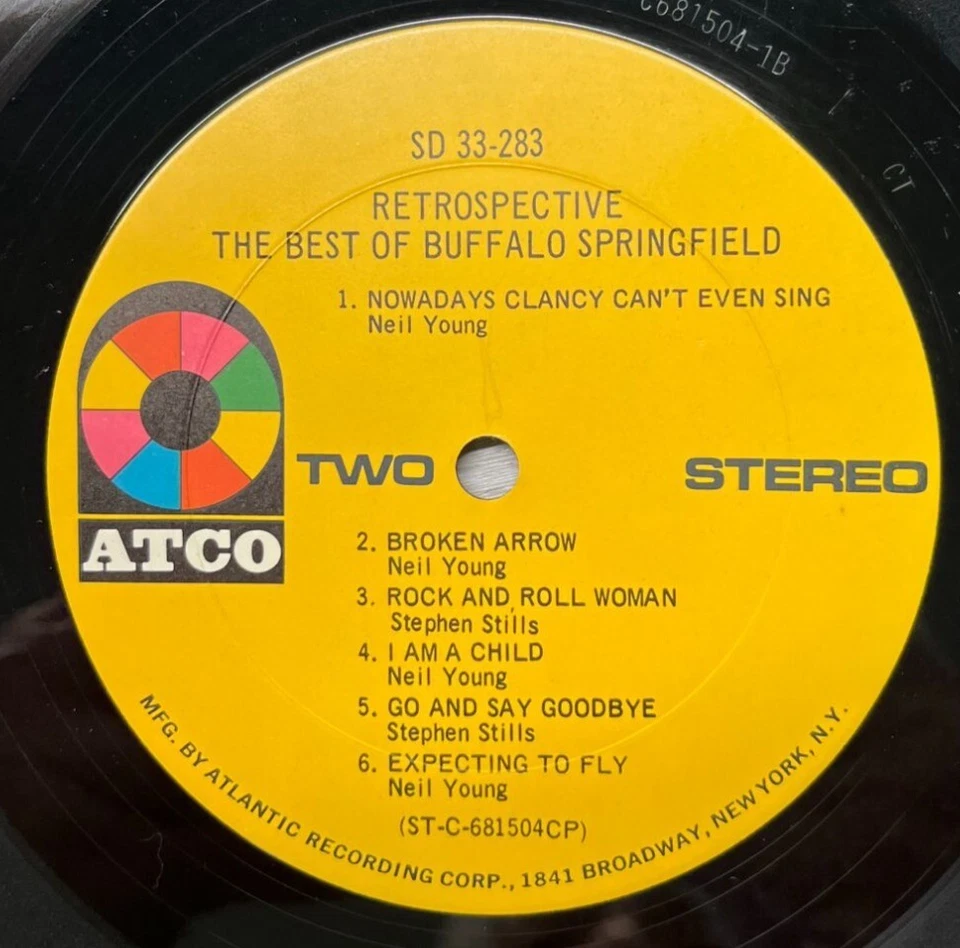 C681504-1B
CT
SD 33-283
RETROSPECTIVE
THE BEST OF BUFFALO SPRINGFIELD
1. NOWADAYS CLANCY CAN'T EVEN SING
Neil Young
TWO
STEREO
ATCO
2. BROKEN ARROW
Neil Young
3. ROCK AND ROLL WOMAN
Stephen Stills
4. I AM A CHILD
Neil Young
5. GO AND SAY GOODBYE
Stephen Stills
6. EXPECTING TO FLY
Neil Young
(ST-C-681504CP)
MFG. BY ATLANTIC RECORDING CORP., 1841 BROADWAY, NEW YORK, N.Y.